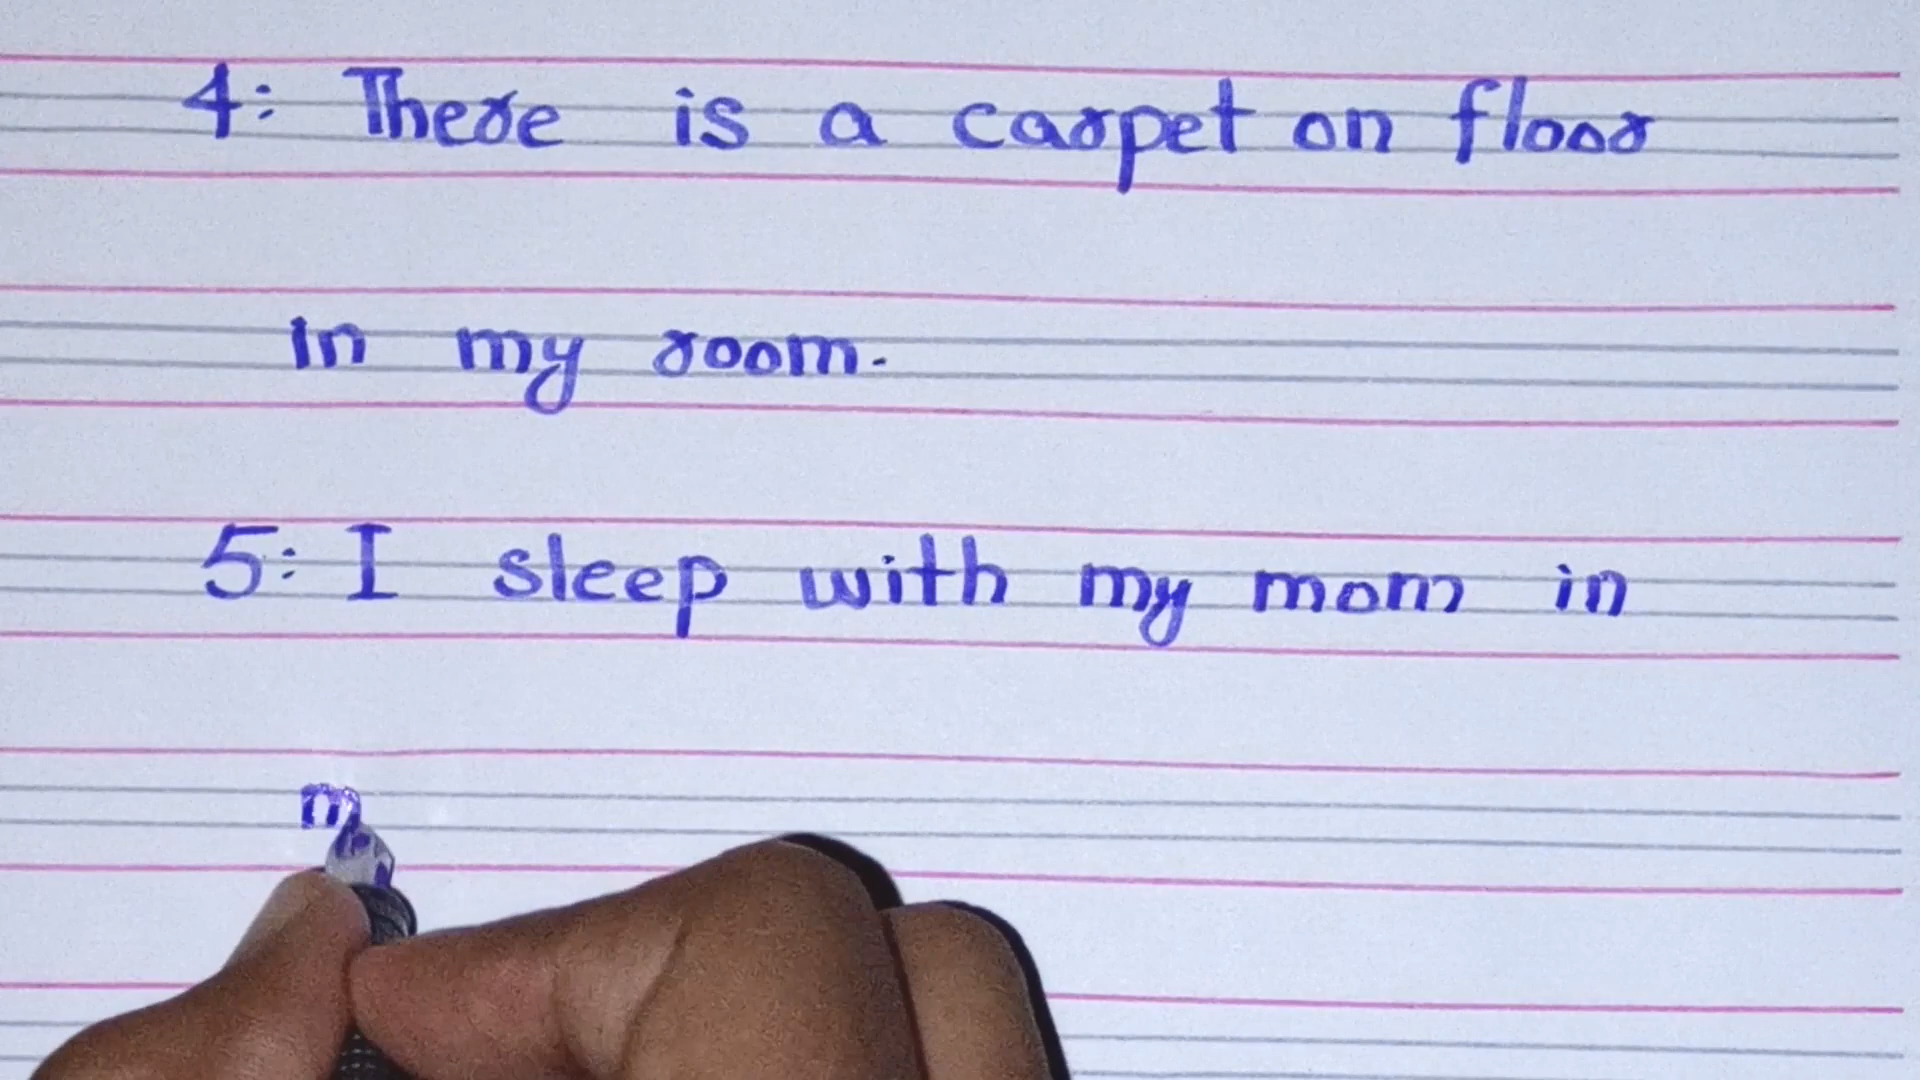 4: There is a carpet on floor
in my room.
5: I sleep with my mom in
m